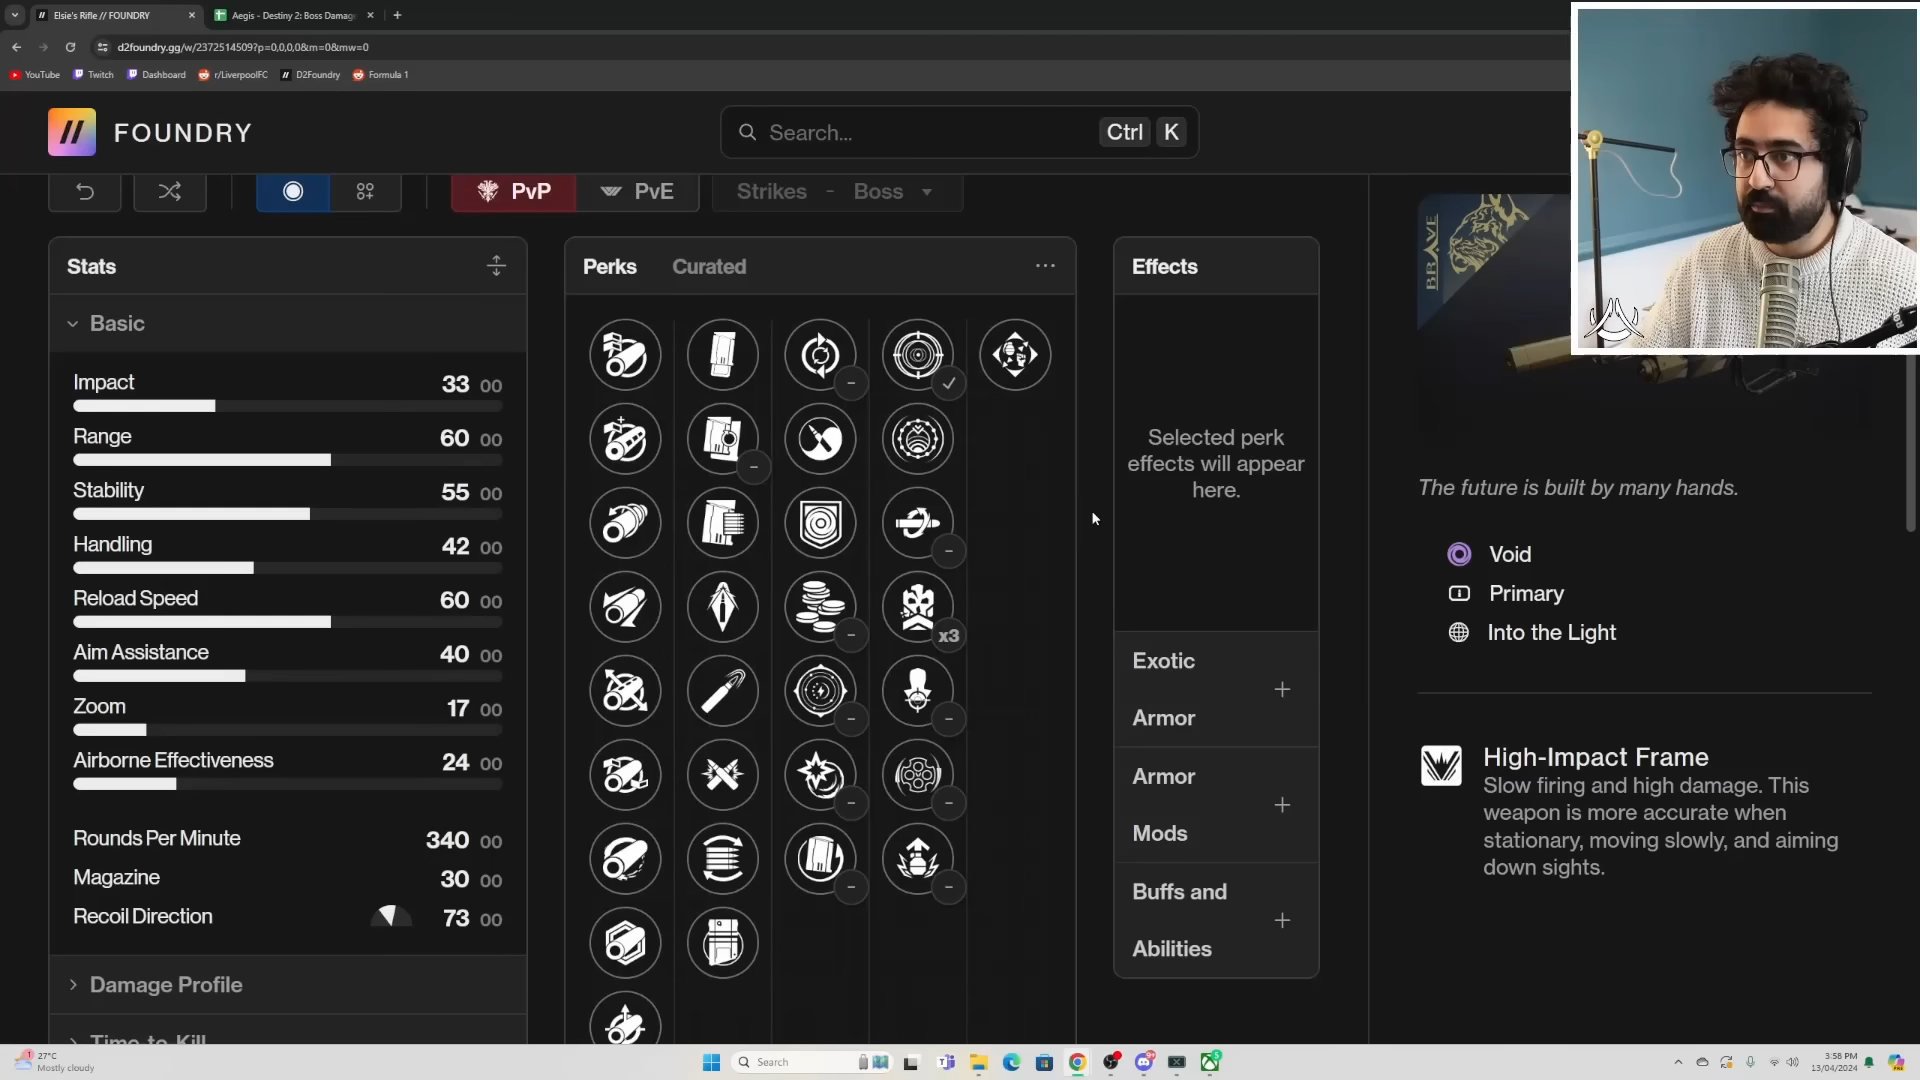 Elsie's Rifle // FOUNDRY
Aegis - Destiny 2: Boss Damag
d2foundry.gg/w/2372514509?p=0,0,0,0&m=0&mw=0
YouTube Twitch Dashboard r/LiverpoolFC D2Foundry Formula 1
FOUNDRY
Search... Ctrl K
PvP PvE Strikes - Boss
Stats
Basic
Impact 33 00
Range 60 00
Stability 55 00
Handling 42 00
Reload Speed 60 00
Aim Assistance 40 00
Zoom 17 00
Airborne Effectiveness 24 00
Rounds Per Minute 340 00
Magazine 30 00
Recoil Direction 73 00
Damage Profile
Time-to-Kill
Perks Curated
x3
Effects
Selected perk
effects will appear
here.
Exotic
Armor
Armor
Mods
Buffs and
Abilities
BRAVE
The future is built by many hands.
Void
Primary
Into the Light
High-Impact Frame
Slow firing and high damage. This
weapon is more accurate when
stationary, moving slowly, and aiming
down sights.
27°C
Mostly cloudy
Search
3:58 PM
13/04/2024